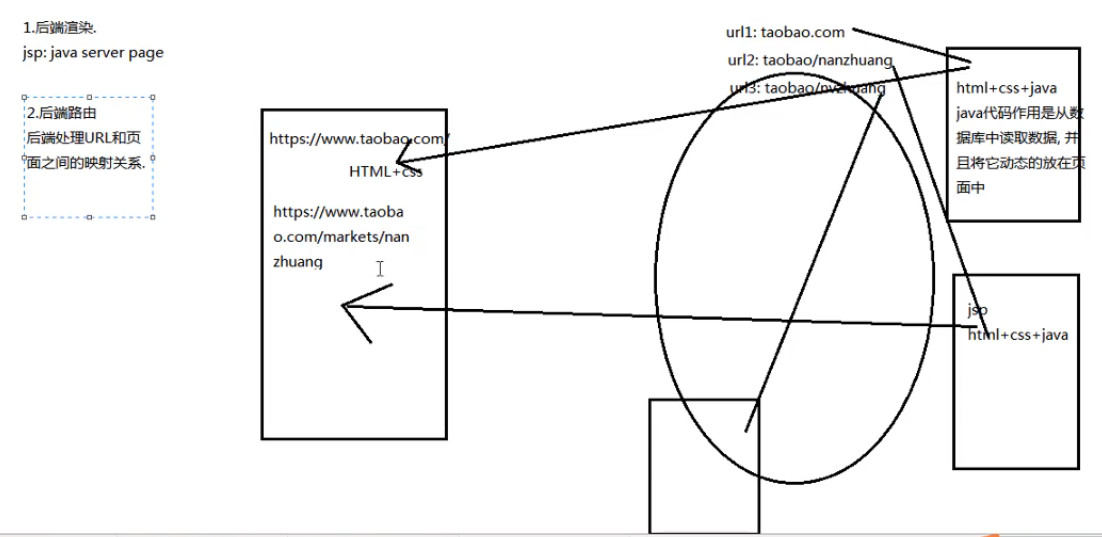 1.后端渲染.
jsp: java server page
2.后端路由
后端处理URL和页
面之间的映射关系.
https://www.taobao.com/
HTML+css
https://www.taoba
o.com/markets/nan
zhuang
url1: taobao.com
url2: taobao/nanzhuang
url3: taobao/nvzhuang
html+css+java
java代码作用是从数
据库中读取数据, 并
且将它动态的放在页
面中
jsp
html+css+java